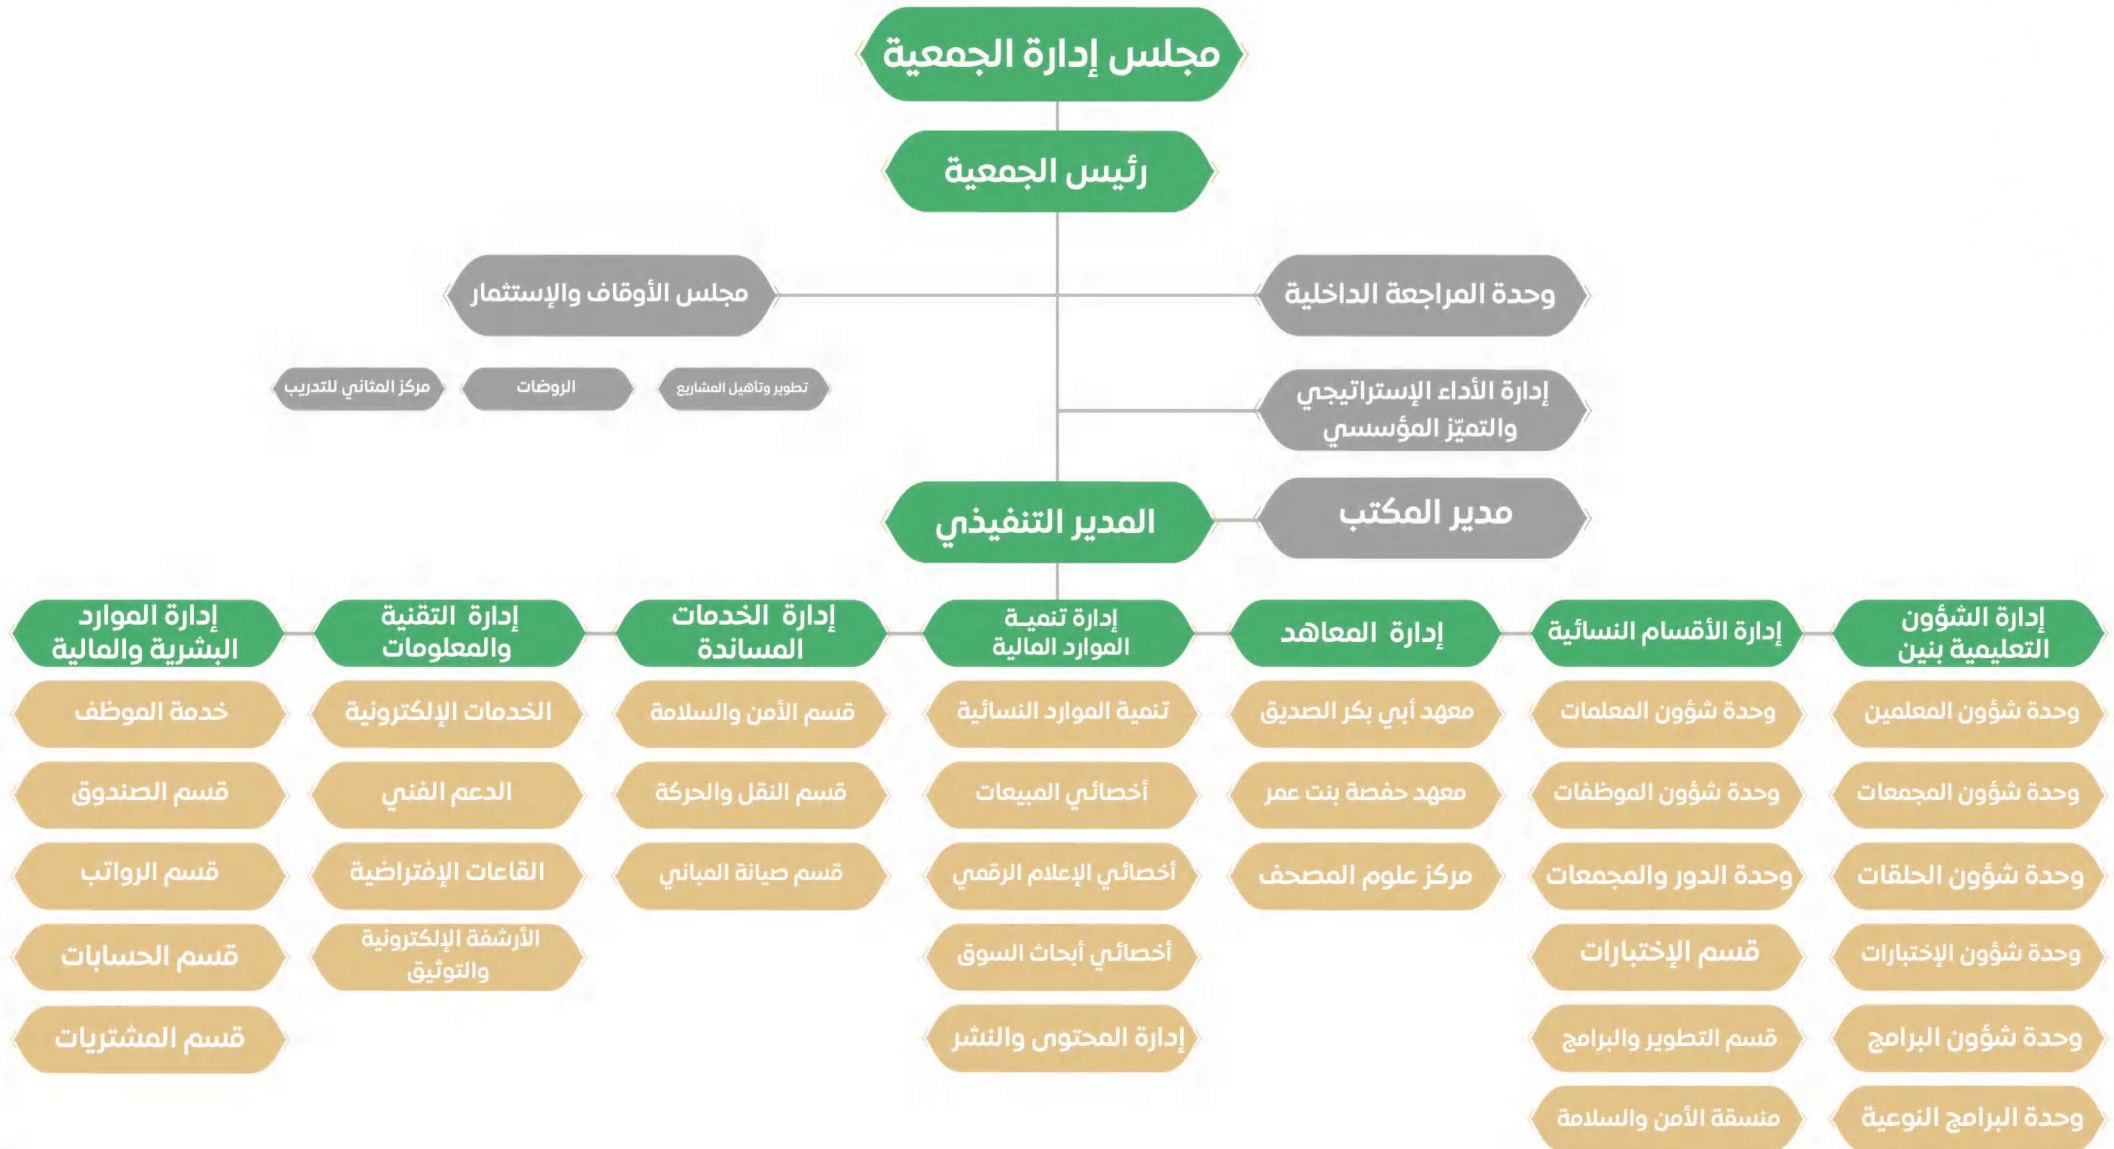 مجلس إدارة الجمعية
رئيس الجمعية
وحدة المراجعة الداخلية
مجلس الأوقاف والإستثمار
تطوير وتأهيل المشاريع
الروضات
مركز المثاني للتدريب
إدارة الأداء الإستراتيجي
والتميّز المؤسسي
مدير المكتب
المدير التنفيذي
إدارة الشؤون
التعليمية بنين
وحدة شؤون المعلمين
وحدة شؤون المجمعات
وحدة شؤون الحلقات
وحدة شؤون الإختبارات
وحدة شؤون البرامج
وحدة البرامج النوعية
إدارة الأقسام النسائية
وحدة شؤون المعلمات
وحدة شؤون الموظفات
وحدة الدور والمجمعات
قسم الإختبارات
قسم التطوير والبرامج
منسقة الأمن والسلامة
إدارة المعاهد
معهد أبي بكر الصديق
معهد حفصة بنت عمر
مركز علوم المصحف
إدارة تنميـة
الموارد المالية
تنمية الموارد النسائية
أخصائي المبيعات
أخصائي الإعلام الرقمي
أخصائي أبحاث السوق
إدارة المحتوى والنشر
إدارة الخدمات
المساندة
قسم الأمن والسلامة
قسم النقل والحركة
قسم صيانة المباني
إدارة التقنية
والمعلومات
الخدمات الإلكترونية
الدعم الفني
القاعات الإفتراضية
الأرشفة الإلكترونية
والتوثيق
إدارة الموارد
البشرية والمالية
خدمة الموظف
قسم الصندوق
قسم الرواتب
قسم الحسابات
قسم المشتريات